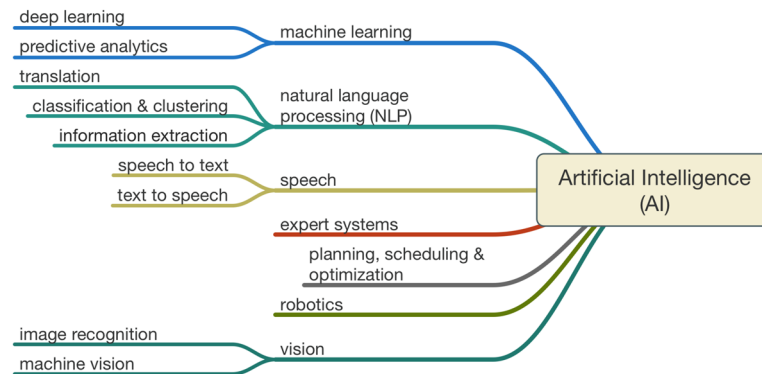 deep learning
predictive analytics
machine learning
translation
classification & clustering
information extraction
natural language
processing (NLP)
speech to text
text to speech
speech
expert systems
planning, scheduling &
optimization
robotics
image recognition
machine vision
vision
Artificial Intelligence
(AI)